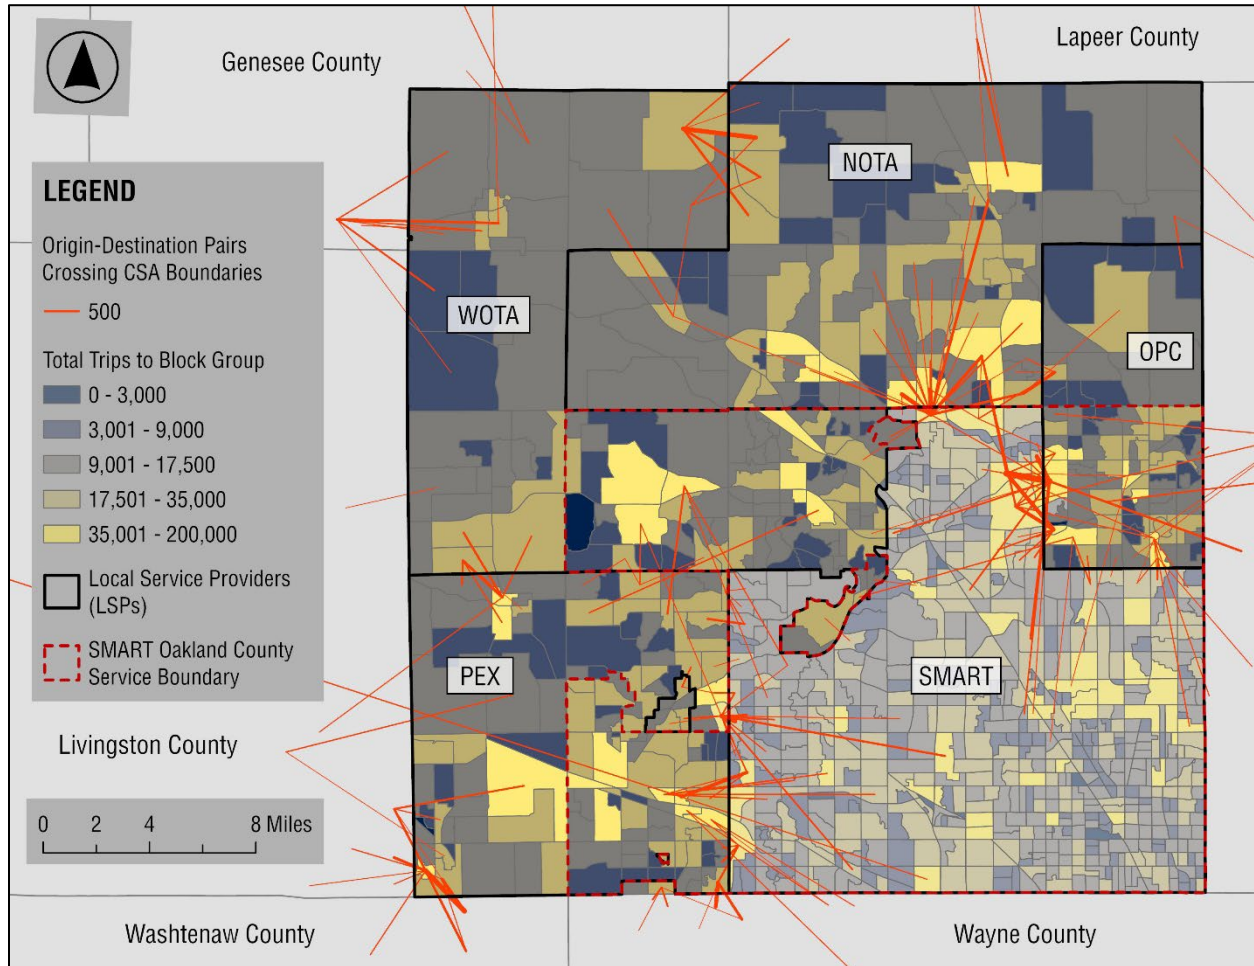 Genesee County
Lapeer County
LEGEND
Origin-Destination Pairs
Crossing CSA Boundaries
500
Total Trips to Block Group
0 - 3,000
3,001 - 9,000
9,001 - 17,500
17,501 - 35,000
35,001 - 200,000
Local Service Providers
(LSPs)
SMART Oakland County
Service Boundary
NOTA
WOTA
OPC
PEX
SMART
Livingston County
0 2 4 8 Miles
Washtenaw County
Wayne County